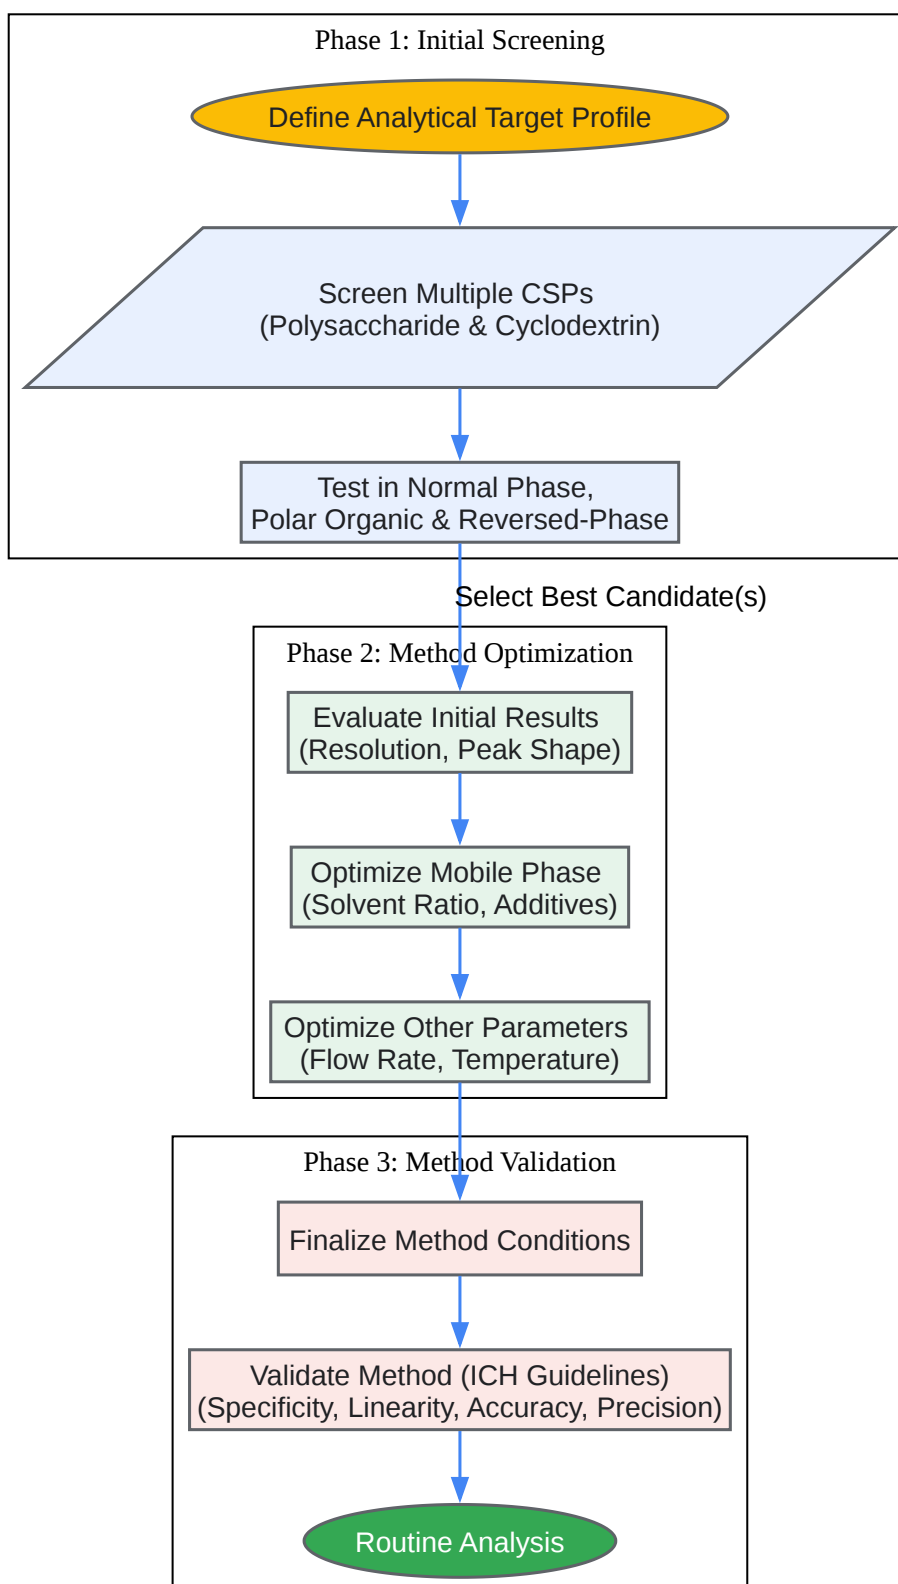 Phase 1: Initial Screening
Define Analytical Target Profile
Screen Multiple CSPs
(Polysaccharide & Cyclodextrin)
Test in Normal Phase,
Polar Organic & Reversed-Phase
Select Best Candidate(s)
Phase 2: Method Optimization
Evaluate Initial Results
(Resolution, Peak Shape)
Optimize Mobile Phase
(Solvent Ratio, Additives)
Optimize Other Parameters
(Flow Rate, Temperature)
Phase 3: Method Validation
Finalize Method Conditions
Validate Method (ICH Guidelines)
(Specificity, Linearity, Accuracy, Precision)
Routine Analysis